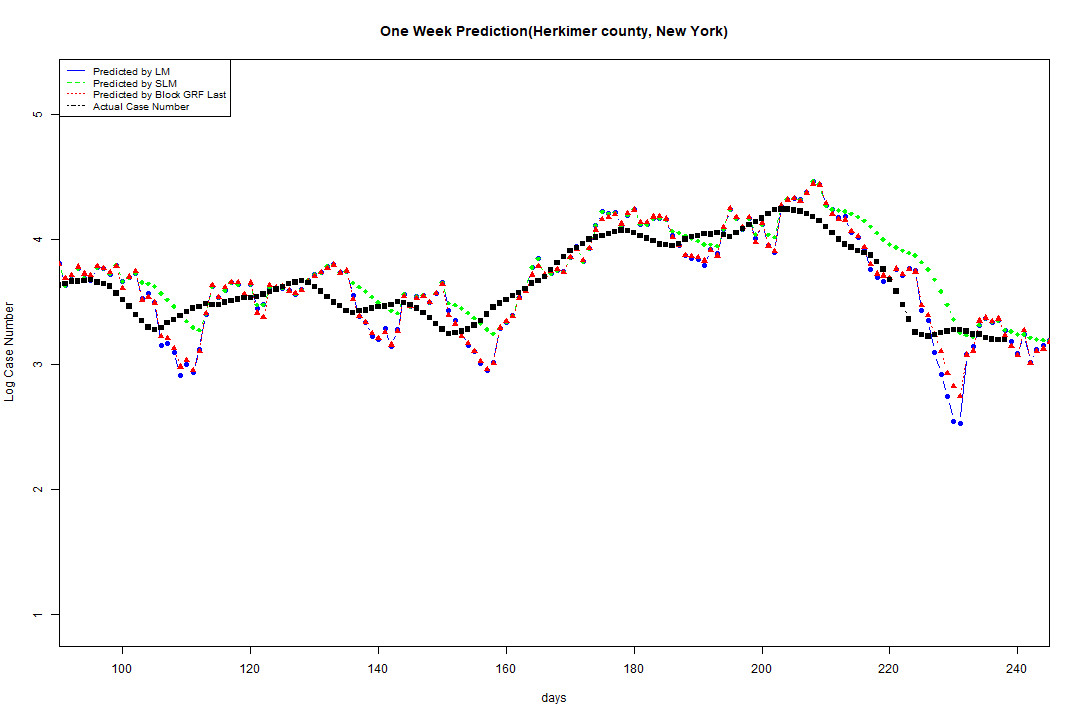 One Week Prediction(Herkimer county, New York)
Predicted by LM
Predicted by SLM
Predicted by Block GRF Last
Actual Case Number
5
4
3
2
1
Log Case Number
100 120 140 160 180 200 220 240
days